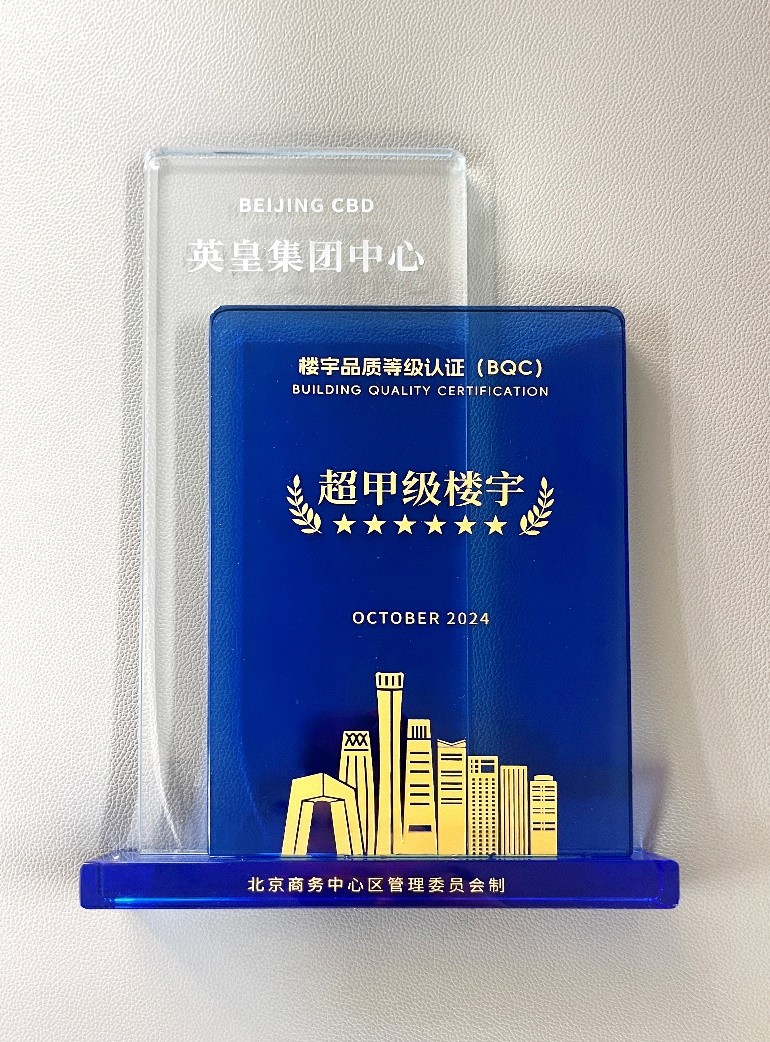 BEIJING CBD
英皇集团中心
楼宇品质等级认证（BQC）
BUILDING QUALITY CERTIFICATION
超甲级楼宇
★★★★★★
OCTOBER 2024
北京商务中心区管理委员会制